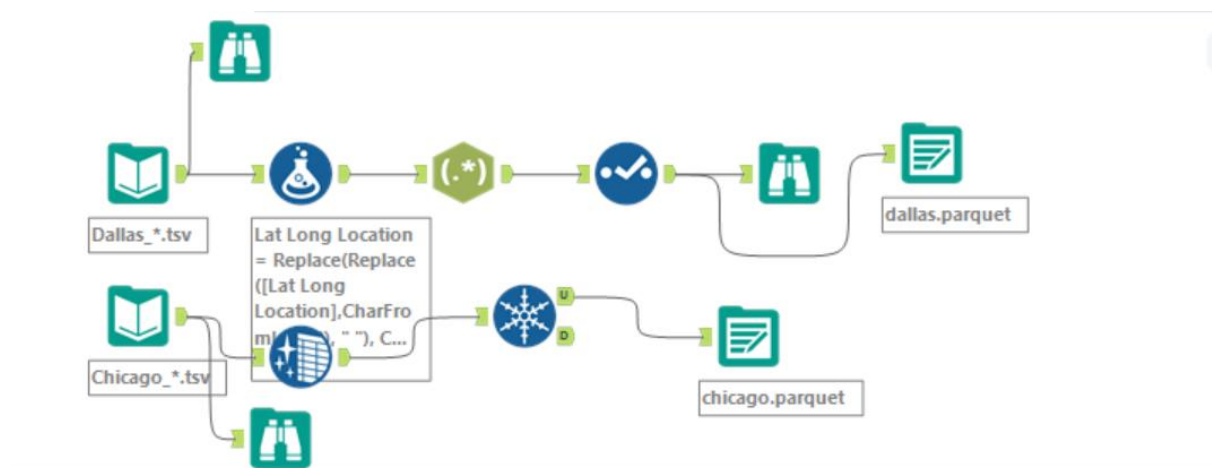 (.*)
Dallas_*.tsv
dallas.parquet
Lat Long Location
= Replace(Replace
([Lat Long
Location],CharFro
" "), C...
U
D
Chicago_*.tsv
chicago.parquet